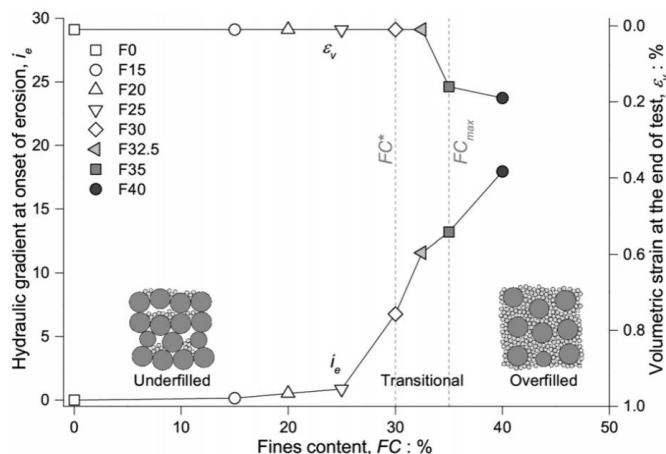 Hydraulic gradient at onset of erosion, iₑ
30
25
20
15
10
5
0
F0
F15
F20
F25
F30
F32.5
F35
F40
εᵥ
FC*
FCmax
iₑ
Underfilled
Transitional
Overfilled
0.0
0.2
0.4
0.6
0.8
1.0
Volumetric strain at the end of test, εᵥ : %
0 10 20 30 40 50
Fines content, FC : %